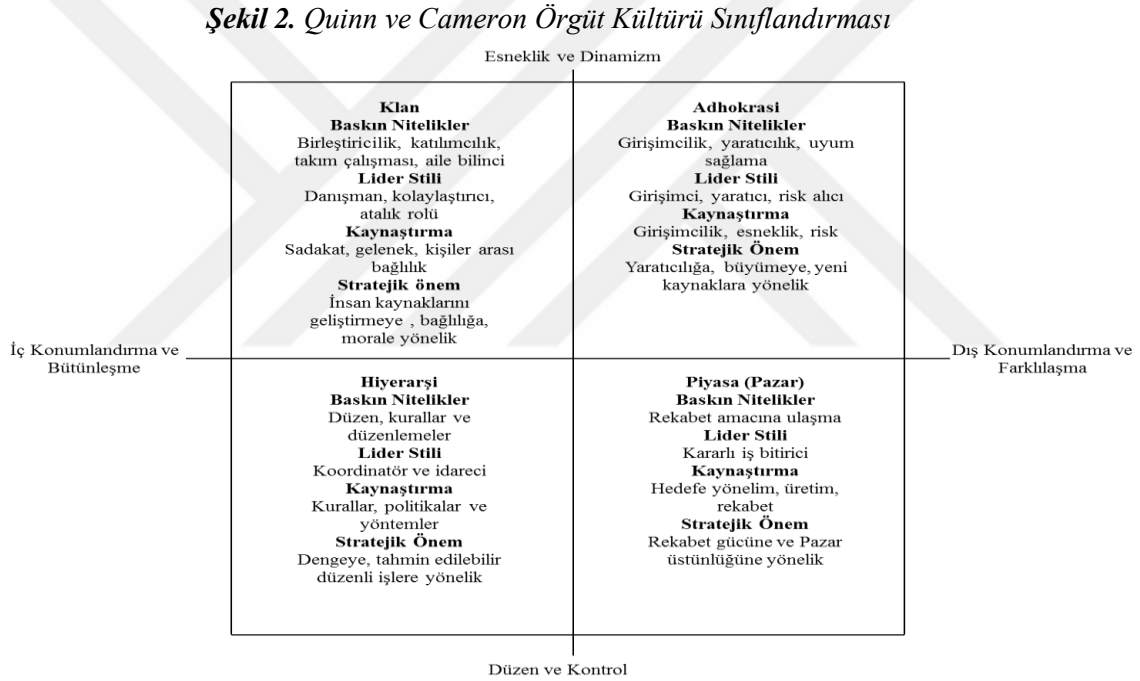 Şekil 2. Quinn ve Cameron Örgüt Kültürü Sınıflandırması
Esneklik ve Dinamizm
Klan
Baskın Nitelikler
Birleştiricilik, katılımcılık,
takım çalışması, aile bilinci
Lider Stili
Danışman, kolaylaştırıcı,
atalık rolü
Kaynaştırma
Sadakat, gelenek, kişiler arası
bağlılık
Stratejik önem
İnsan kaynaklarını
geliştirmeye , bağlılığa,
morale yönelik
Adhokrasi
Baskın Nitelikler
Girişimcilik, yaratıcılık, uyum
sağlama
Lider Stili
Girişimci, yaratıcı, risk alıcı
Kaynaştırma
Girişimcilik, esneklik, risk
Stratejik Önem
Yaratıcılığa, büyümeye, yeni
kaynaklara yönelik
İç Konumlandırma ve
Bütünleşme
Dış Konumlandırma ve
Farklılaşma
Hiyerarşi
Baskın Nitelikler
Düzen, kurallar ve
düzenlemeler
Lider Stili
Koordinatör ve idareci
Kaynaştırma
Kurallar, politikalar ve
yöntemler
Stratejik Önem
Dengeye, tahmin edilebilir
düzenli işlere yönelik
Piyasa (Pazar)
Baskın Nitelikler
Rekabet amacına ulaşma
Lider Stili
Kararlı iş bitirici
Kaynaştırma
Hedefe yönelim, üretim,
rekabet
Stratejik Önem
Rekabet gücüne ve Pazar
üstünlüğüne yönelik
Düzen ve Kontrol